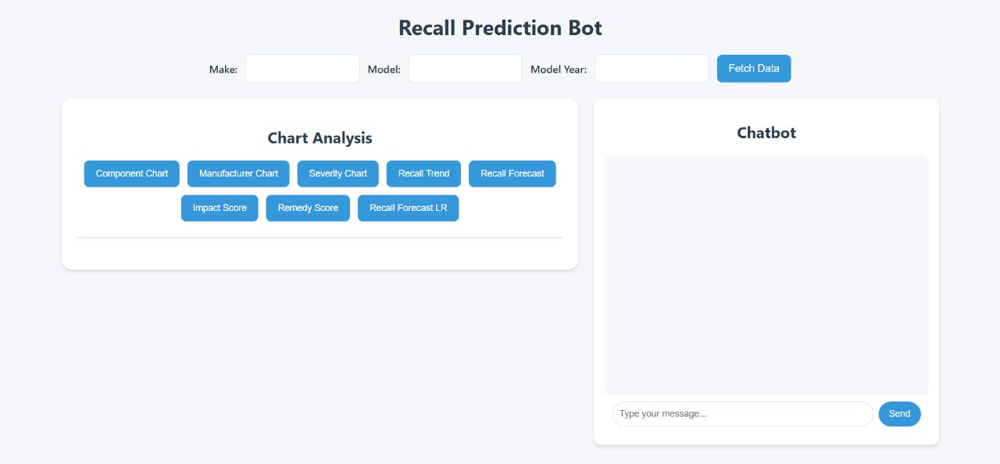 Recall Prediction Bot
Make: Model: Model Year: Fetch Data
Chart Analysis
Component Chart Manufacturer Chart Severity Chart Recall Trend Recall Forecast
Impact Score Remedy Score Recall Forecast LR
Chatbot
Type your message... Send